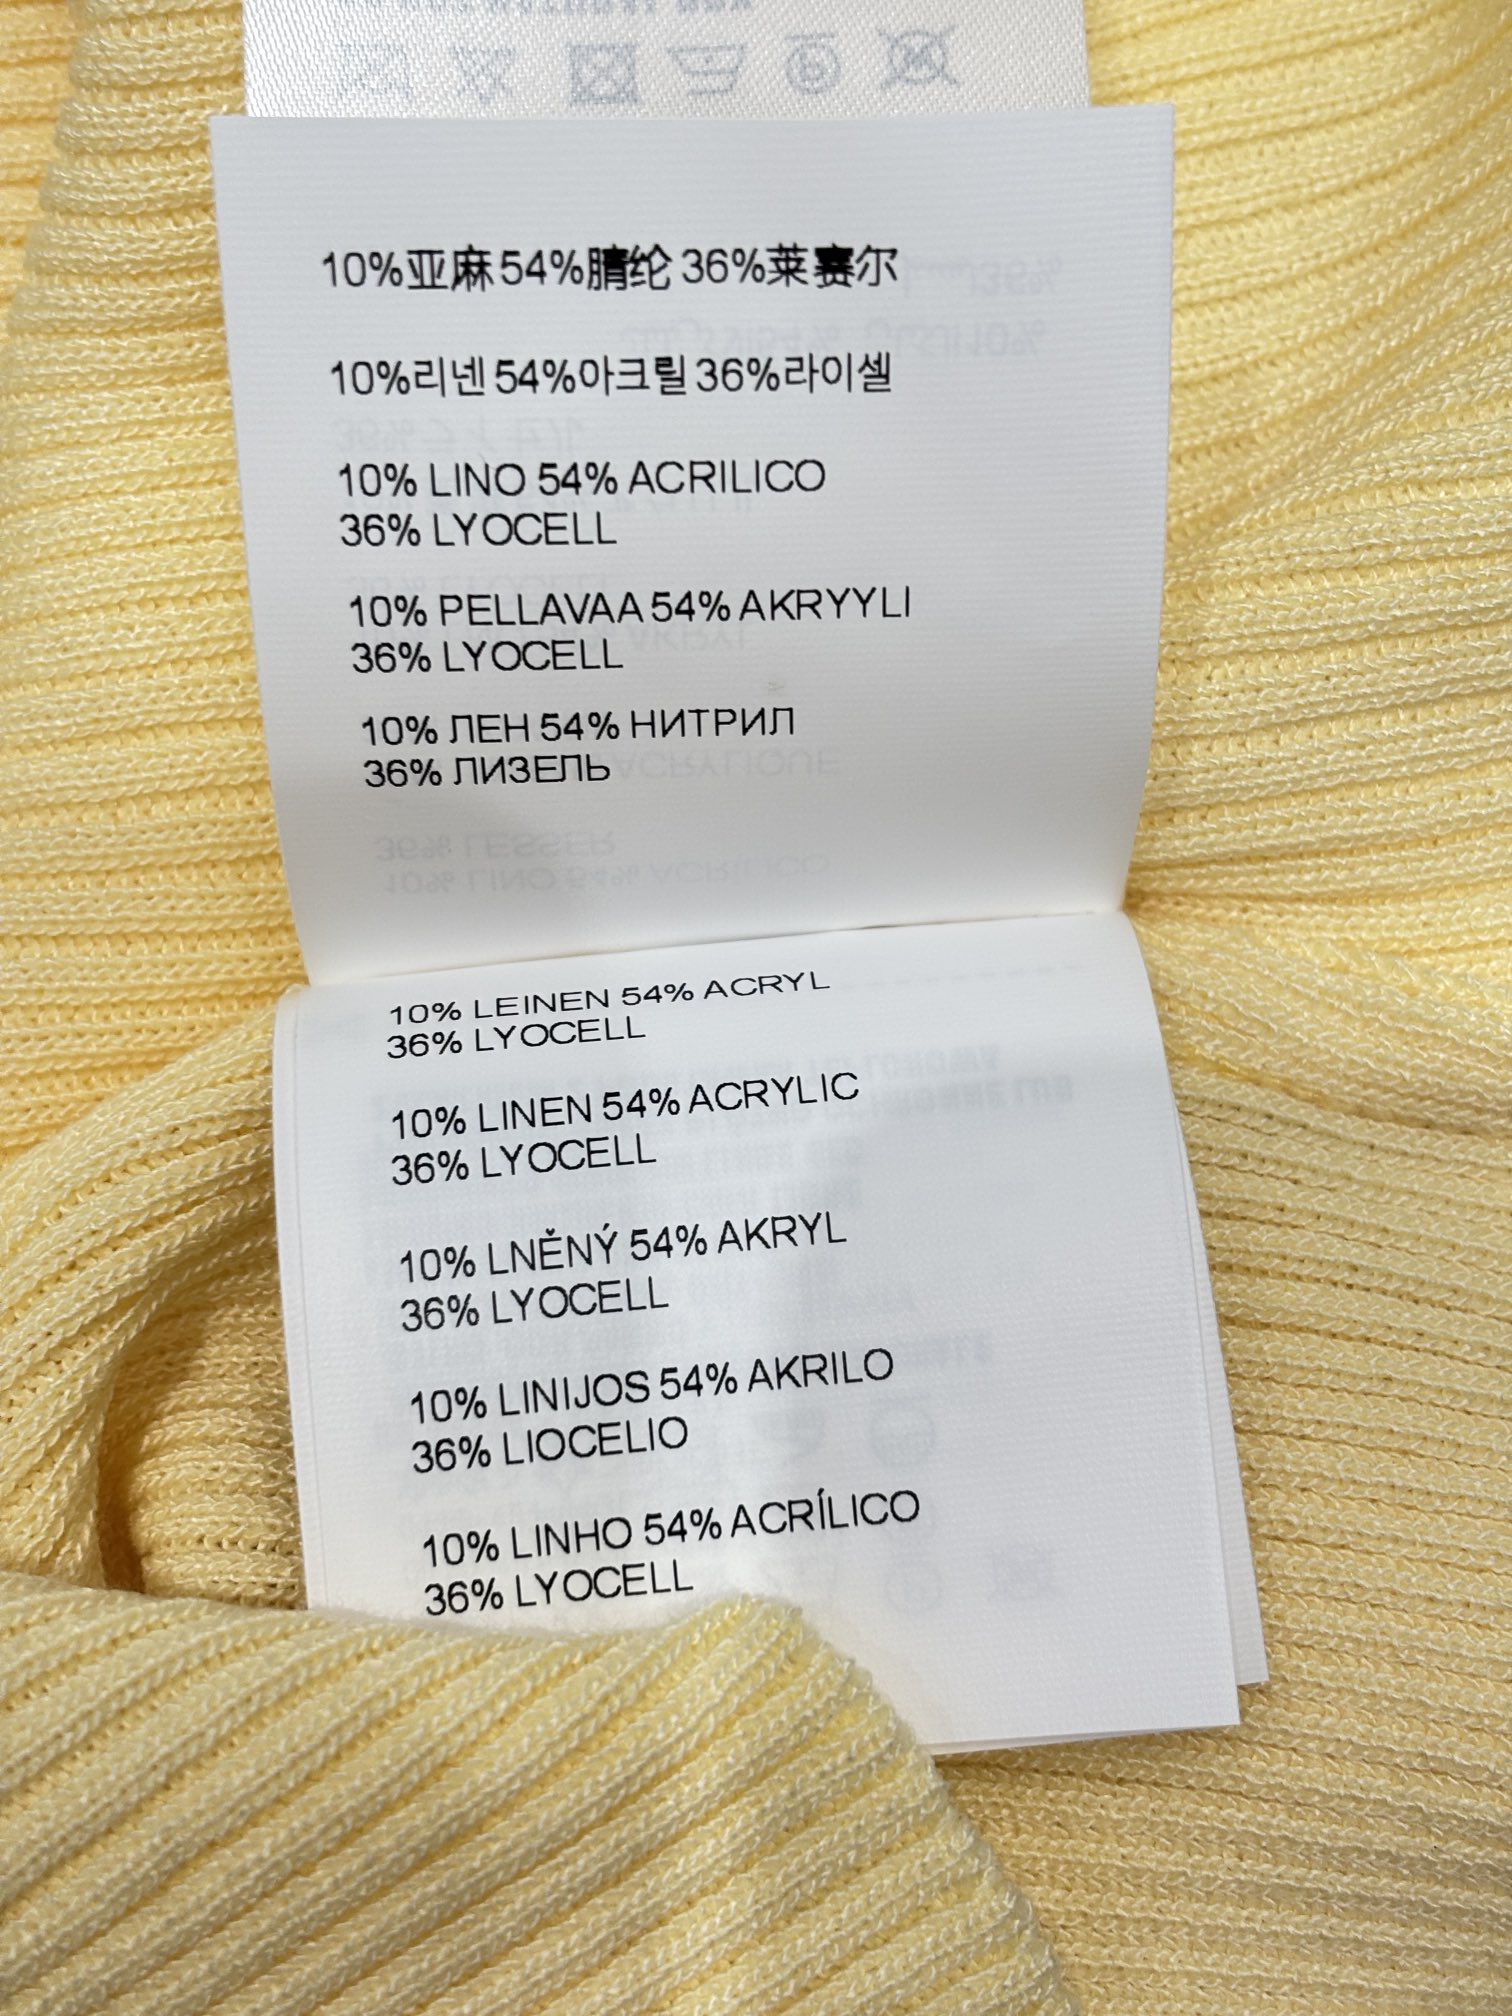 10%亚麻 54%腈纶 36%莱赛尔
10%리넨 54%아크릴 36%라이셀
10% LINO 54% ACRILICO
36% LYOCELL
10% PELLAVAA 54% AKRYYLI
36% LYOCELL
10% ЛЕН 54% НИТРИЛ
36% ЛИЗЕЛЬ
10% LEINEN 54% ACRYL
36% LYOCELL
10% LINEN 54% ACRYLIC
36% LYOCELL
10% LNĚNÝ 54% AKRYL
36% LYOCELL
10% LINIJOS 54% AKRILO
36% LIOCELIO
10% LINHO 54% ACRÍLICO
36% LYOCELL